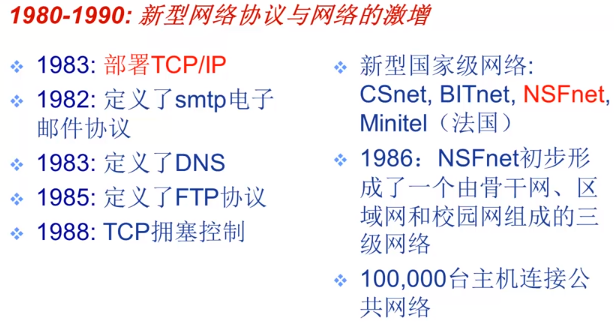 1980-1990: 新型网络协议与网络的激增
1983: 部署TCP/IP
1982: 定义了smtp电子
邮件协议
1983: 定义了DNS
1985: 定义了FTP协议
1988: TCP拥塞控制
新型国家级网络:
CSnet, BITnet, NSFnet,
Minitel（法国）
1986：NSFnet初步形
成了一个由骨干网、区
域网和校园网组成的三
级网络
100,000台主机连接公
共网络